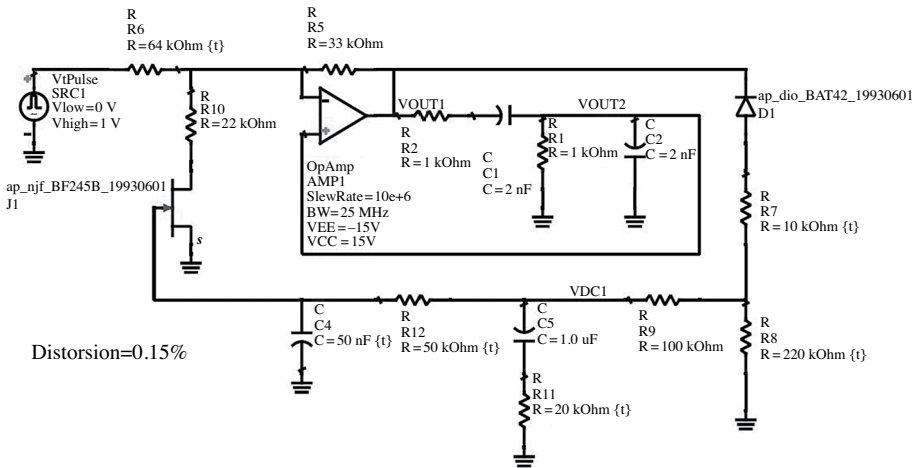 R
R6
R=64 kOhm {t}
R
R5
R=33 kOhm
VtPulse
SRC1
Vlow=0 V
Vhigh=1 V
R
R10
R=22 kOhm
VOUT1
R
R2
R=1 kOhm
C
C1
C=2 nF
VOUT2
R
R1
R=1 kOhm
C
C2
C=2 nF
ap_dio_BAT42_19930601
D1
ap_njf_BF245B_19930601
J1
s
OpAmp
AMP1
SlewRate=10e+6
BW=25 MHz
VEE=–15V
VCC=15V
R
R7
R=10 kOhm {t}
VDC1
C
C4
C=50 nF {t}
R
R12
R=50 kOhm {t}
C
C5
C=1.0 uF
R
R9
R=100 kOhm
R
R8
R=220 kOhm {t}
Distorsion=0.15%
R
R11
R=20 kOhm {t}